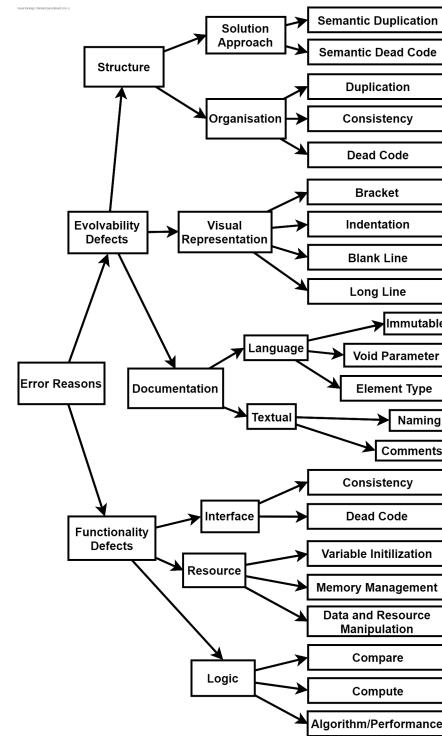 Solution
Approach
Semantic Duplication
Semantic Dead Code
Structure
Organisation
Duplication
Consistency
Dead Code
Evolvability
Defects
Visual
Representation
Bracket
Indentation
Blank Line
Long Line
Error Reasons
Documentation
Language
Immutable
Void Parameter
Element Type
Textual
Naming
Comments
Functionality
Defects
Interface
Consistency
Dead Code
Resource
Variable Initilization
Memory Management
Data and Resource
Manipulation
Logic
Compare
Compute
Algorithm/Performance